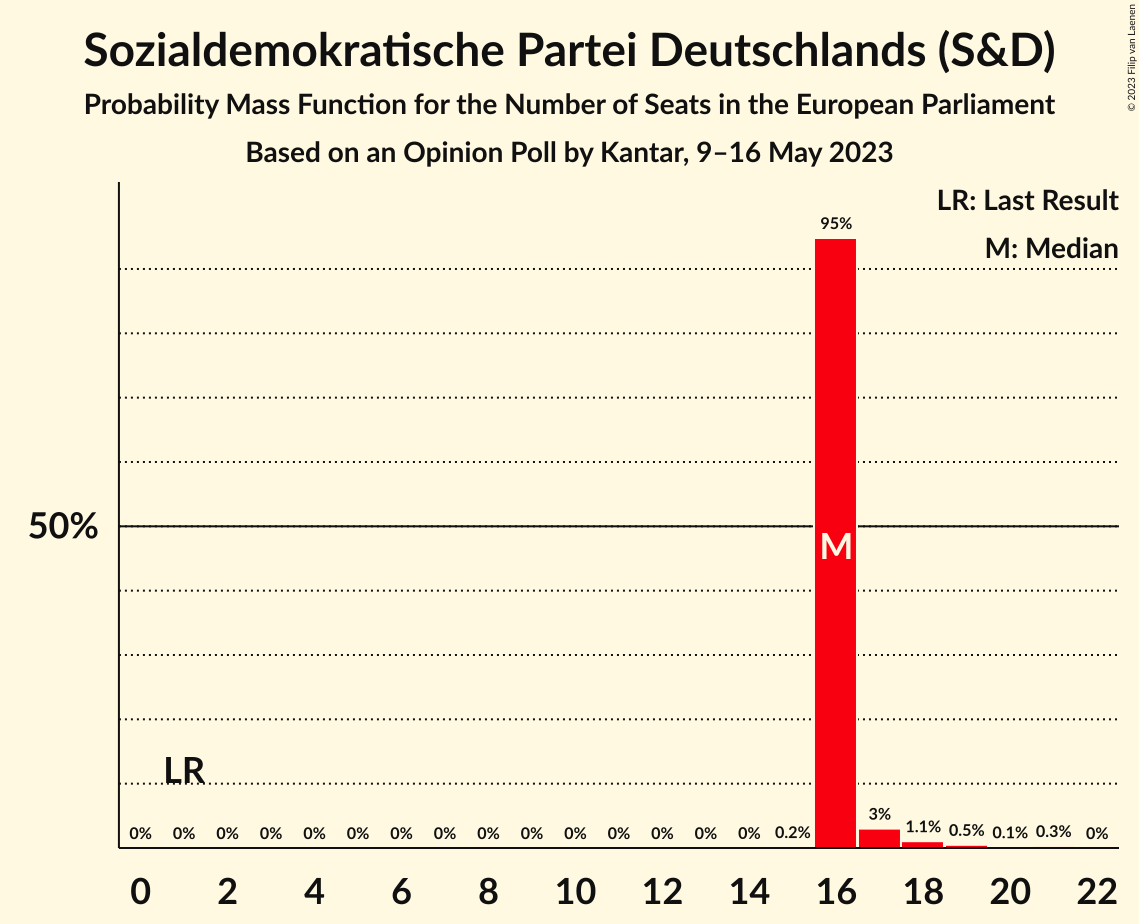 Sozialdemokratische Partei Deutschlands (S&D)
Probability Mass Function for the Number of Seats in the European Parliament
Based on an Opinion Poll by Kantar, 9–16 May 2023
© 2023 Filip van Laenen
LR: Last Result
M: Median
95%
50%
M
LR
0% 0% 0% 0% 0% 0% 0% 0% 0% 0% 0% 0% 0% 0% 0% 0.2% 3% 1.1% 0.5% 0.1% 0.3% 0%
0 2 4 6 8 10 12 14 16 18 20 22